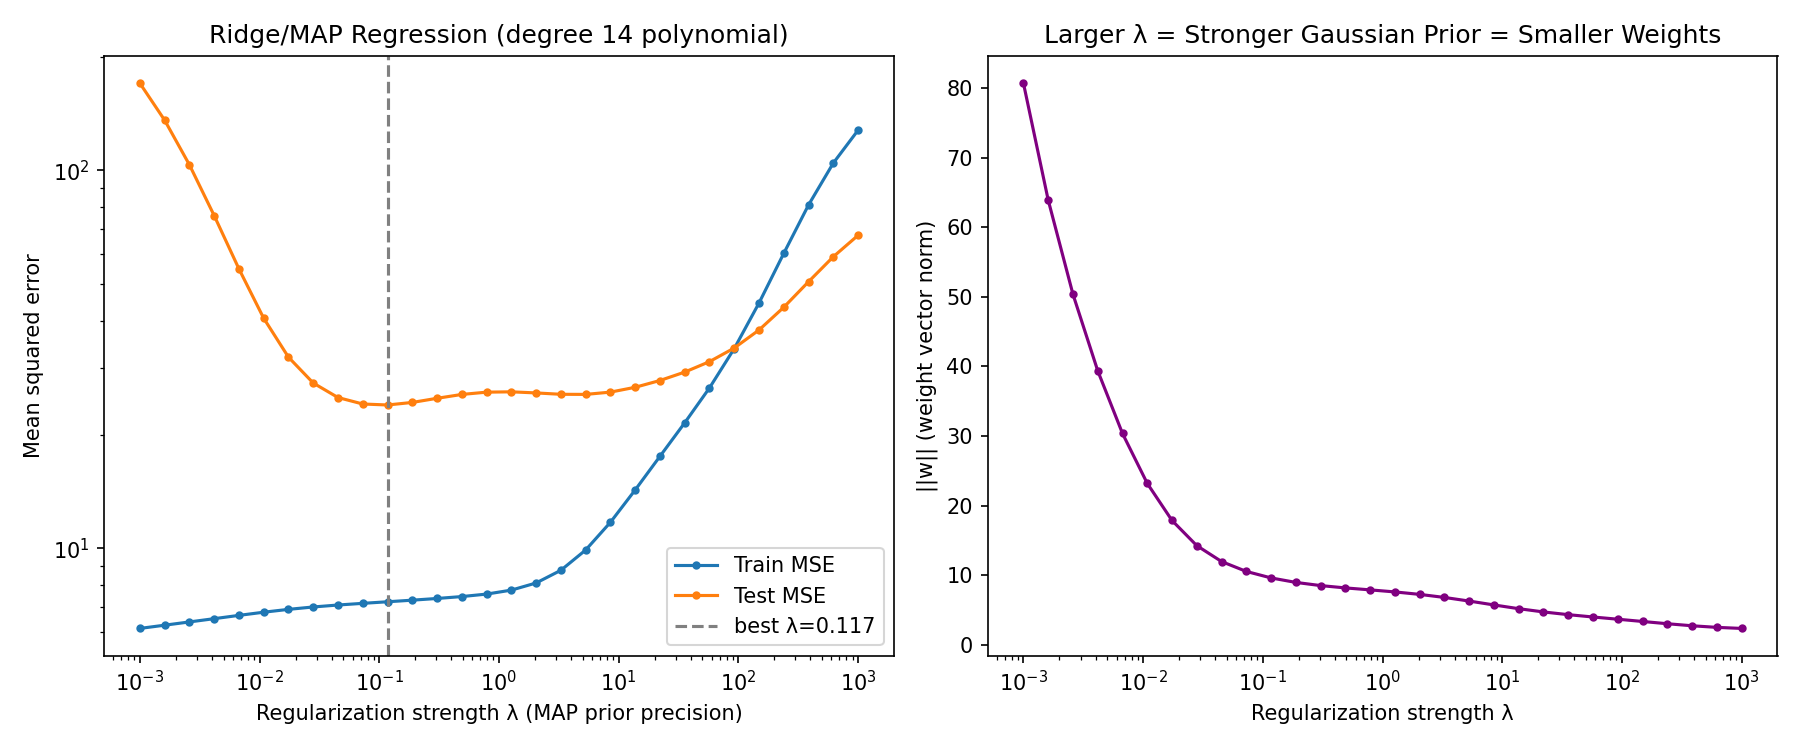 Ridge/MAP Regression (degree 14 polynomial)
Mean squared error
10²
10¹
Train MSE
Test MSE
best λ=0.117
10⁻³ 10⁻² 10⁻¹ 10⁰ 10¹ 10² 10³
Regularization strength λ (MAP prior precision)
Larger λ = Stronger Gaussian Prior = Smaller Weights
||w|| (weight vector norm)
80
70
60
50
40
30
20
10
0
10⁻³ 10⁻² 10⁻¹ 10⁰ 10¹ 10² 10³
Regularization strength λ